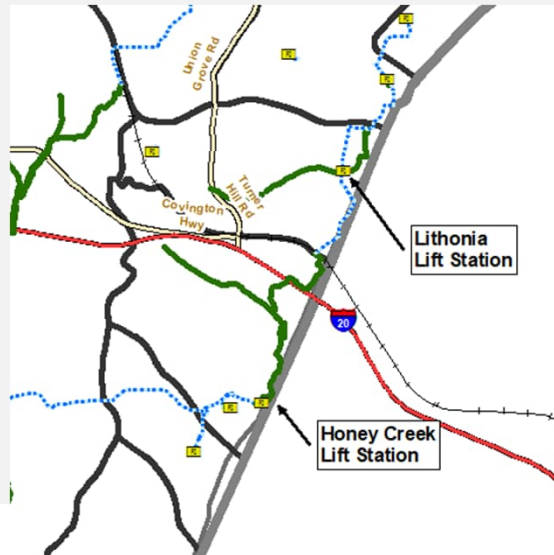 Union
Grove Rd
Turner
Hill Rd
Covington
Hwy
Lithonia
Lift Station
20
Honey Creek
Lift Station